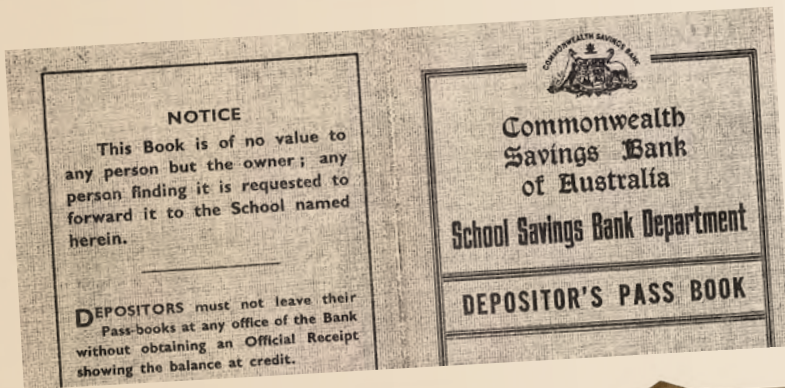 NOTICE
This Book is of no value to
any person but the owner; any
person finding it is requested to
forward it to the School named
herein.
DEPOSITORS must not leave their
Pass-books at any office of the Bank
without obtaining an Official Receipt
showing the balance at credit.
COMMONWEALTH SAVINGS BANK
Commonwealth
Savings Bank
of Australia
School Savings Bank Department
DEPOSITOR'S PASS BOOK